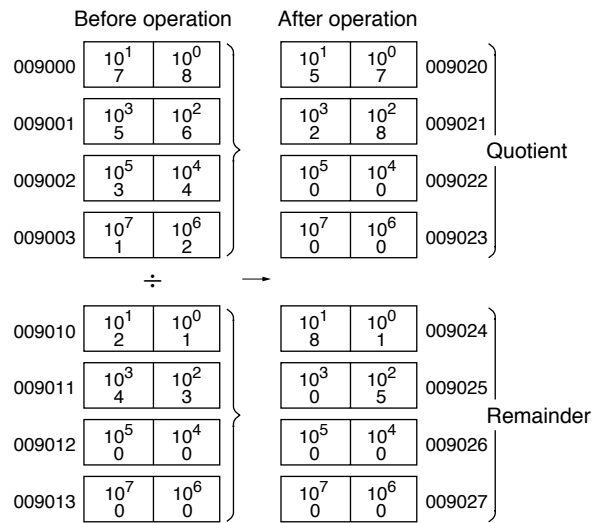 Before operation After operation
009000 10^1 10^0 10^1 10^0 009020
7 8 5 7
009001 10^3 10^2 10^3 10^2 009021
5 6 2 8
Quotient
009002 10^5 10^4 10^5 10^4 009022
3 4 0 0
009003 10^7 10^6 10^7 10^6 009023
1 2 0 0
÷ →
009010 10^1 10^0 10^1 10^0 009024
2 1 8 1
009011 10^3 10^2 10^3 10^2 009025
4 3 0 5
Remainder
009012 10^5 10^4 10^5 10^4 009026
0 0 0 0
009013 10^7 10^6 10^7 10^6 009027
0 0 0 0